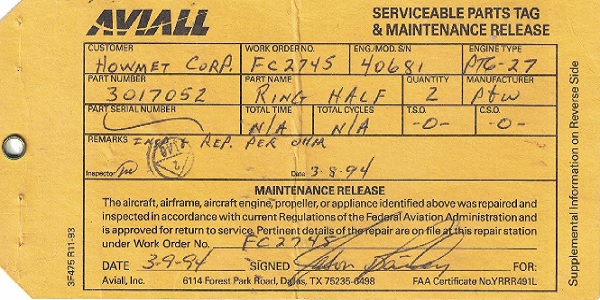 AVIALL
SERVICEABLE PARTS TAG
& MAINTENANCE RELEASE
CUSTOMER WORK ORDER NO. ENG./MOD. S/N ENGINE TYPE
HOWMET CORP. FC2745 40681 PT6-27
PART NUMBER PART NAME QUANTITY MANUFACTURER
3017052 RING HALF 2 P&W
PART SERIAL NUMBER TOTAL TIME TOTAL CYCLES T.S.O. C.S.O.
N/A N/A -0- -0-
REMARKS INSP & REP. PER OHM
Inspector Date 3-8-94
MAINTENANCE RELEASE
The aircraft, airframe, aircraft engine, propeller, or appliance identified above was repaired and
inspected in accordance with current Regulations of the Federal Aviation Administration and
is approved for return to service. Pertinent details of the repair are on file at this repair station
under Work Order No. FC2745
DATE 3-9-94 SIGNED
Aviall, Inc. 6114 Forest Park Road, Dallas, TX 75235-6498 FAA Certificate No. YRRR491L
3F475 R11-93
Supplemental Information on Reverse Side